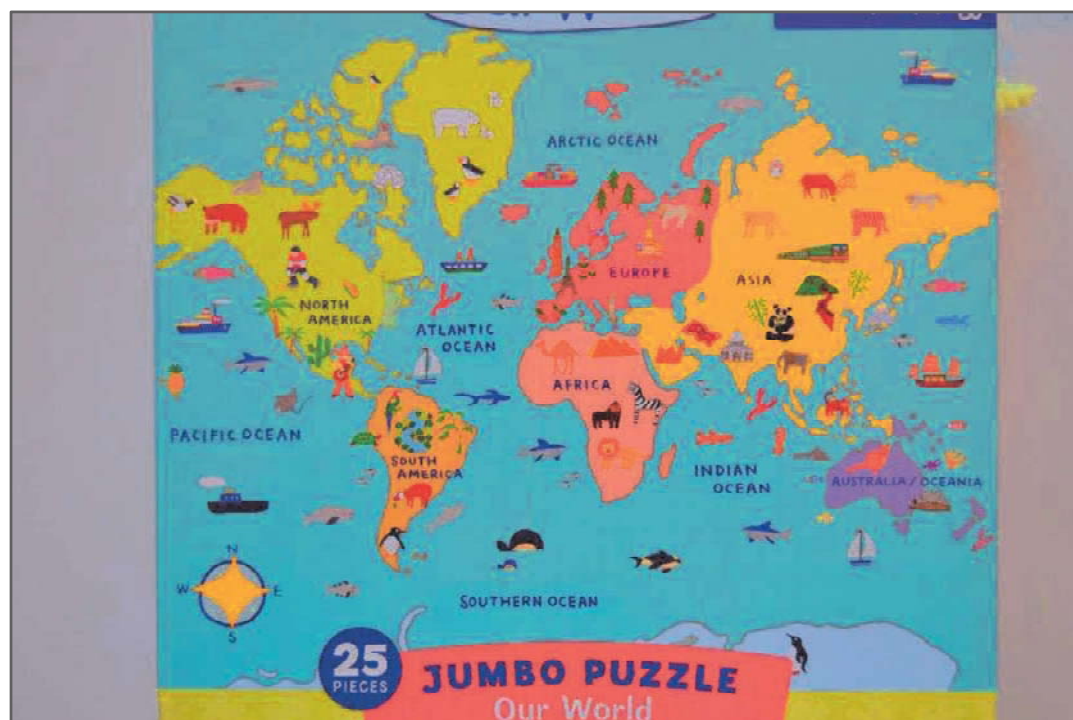 ARCTIC OCEAN
EUROPE
ASIA
NORTH
AMERICA
ATLANTIC
OCEAN
AFRICA
PACIFIC OCEAN
SOUTH
AMERICA
INDIAN
OCEAN
AUSTRALIA/OCEANIA
N
W E
S
SOUTHERN OCEAN
25
PIECES
JUMBO PUZZLE
Our World